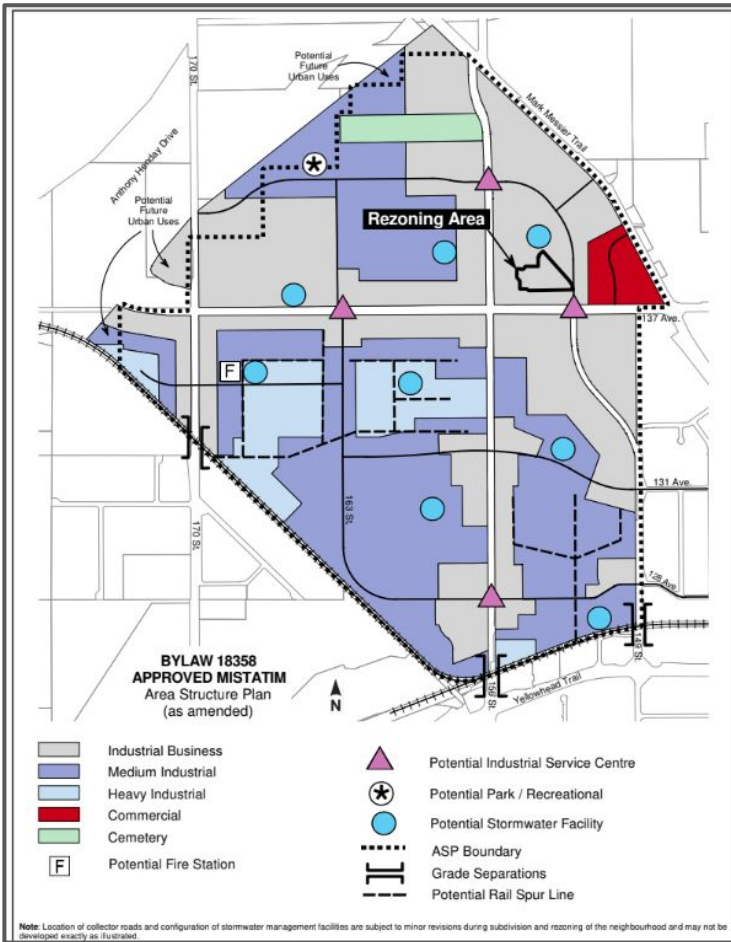 170 St.
Potential
Future
Urban Uses
Mark Messier Trail
Anthony Henday Drive
Potential
Future
Urban Uses
Rezoning Area
137 Ave.
F
163 St.
131 Ave.
170 St.
128 Ave.
149 St.
156 St.
Yellowhead Trail
BYLAW 18358
APPROVED MISTATIM
Area Structure Plan
(as amended)
N
Industrial Business
Medium Industrial
Heavy Industrial
Commercial
Cemetery
F Potential Fire Station
Potential Industrial Service Centre
Potential Park / Recreational
Potential Stormwater Facility
ASP Boundary
Grade Separations
Potential Rail Spur Line
Note: Location of collector roads and configuration of stormwater management facilities are subject to minor revisions during subdivision and rezoning of the neighbourhood and may not be
developed exactly as illustrated.